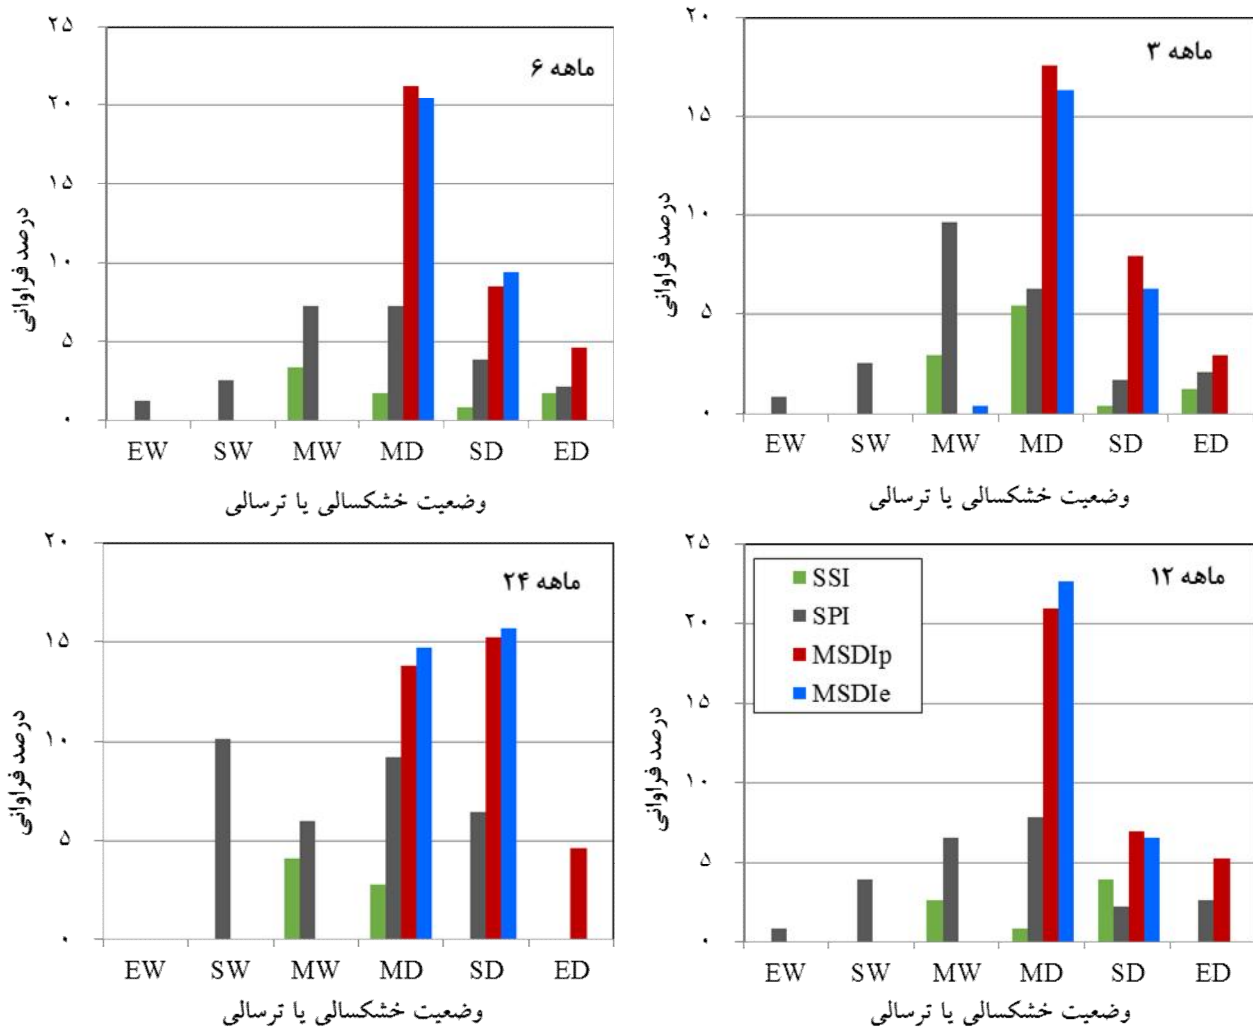 ماهه ۳
درصد فراوانی
۲۰
۱۵
۱۰
۵
۰
EW SW MW MD SD ED
وضعیت خشکسالی یا ترسالی
ماهه ۶
درصد فراوانی
۲۵
۲۰
۱۵
۱۰
۵
۰
EW SW MW MD SD ED
وضعیت خشکسالی یا ترسالی
ماهه ۱۲
SSI
SPI
MSDIp
MSDIe
درصد فراوانی
۲۵
۲۰
۱۵
۱۰
۵
۰
EW SW MW MD SD ED
وضعیت خشکسالی یا ترسالی
ماهه ۲۴
درصد فراوانی
۲۰
۱۵
۱۰
۵
۰
EW SW MW MD SD ED
وضعیت خشکسالی یا ترسالی